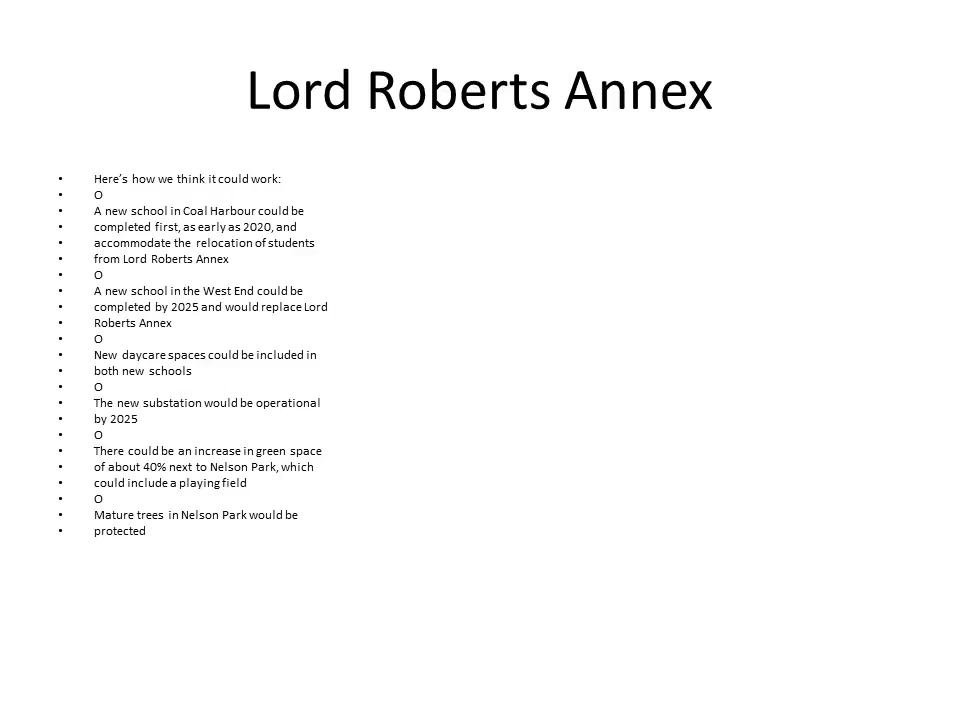 Lord Roberts Annex
• Here’s how we think it could work:
• O
• A new school in Coal Harbour could be
• completed first, as early as 2020, and
• accommodate the relocation of students
• from Lord Roberts Annex
• O
• A new school in the West End could be
• completed by 2025 and would replace Lord
• Roberts Annex
• O
• New daycare spaces could be included in
• both new schools
• O
• The new substation would be operational
• by 2025
• O
• There could be an increase in green space
• of about 40% next to Nelson Park, which
• could include a playing field
• O
• Mature trees in Nelson Park would be
• protected